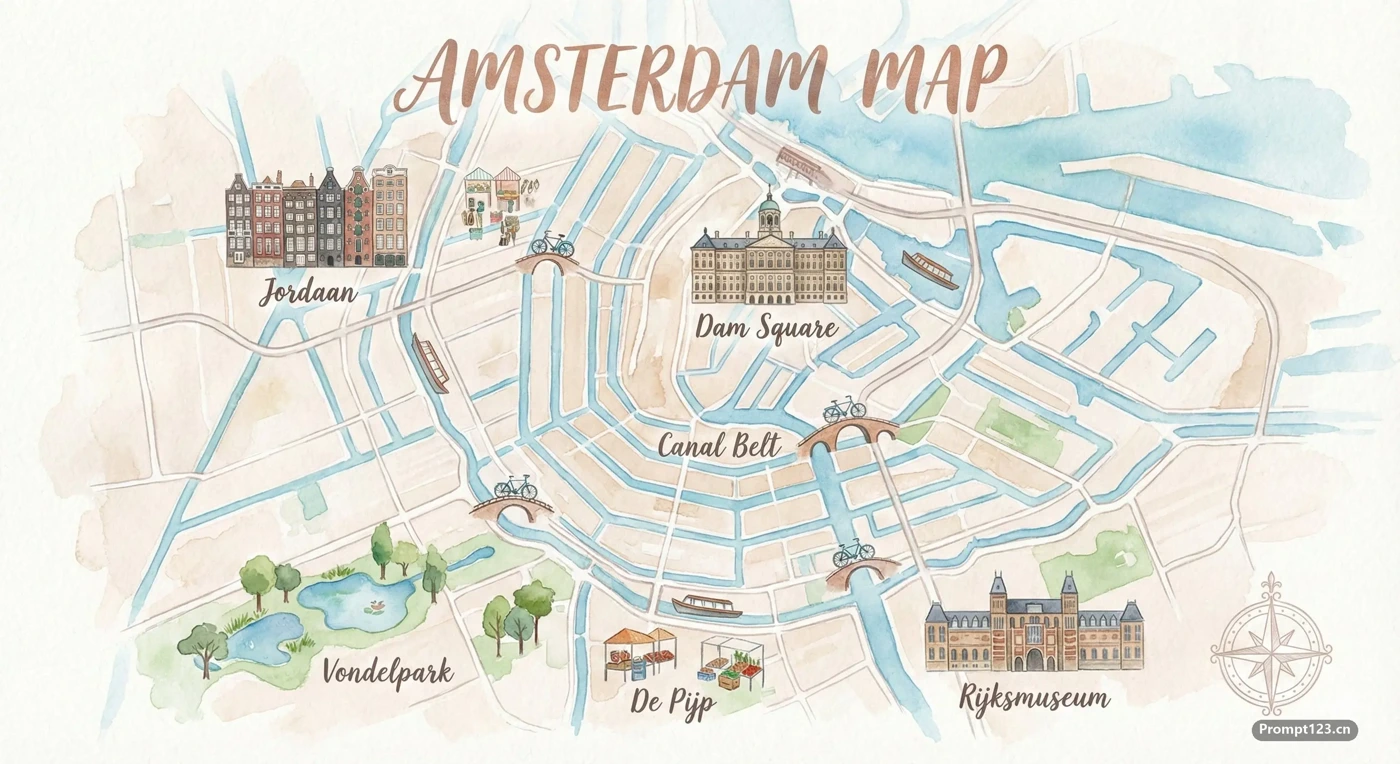 AMSTERDAM MAP
Jordaan
Dam Square
Canal Belt
Vondelpark
De Pijp
Rijksmuseum
Prompt123.cn